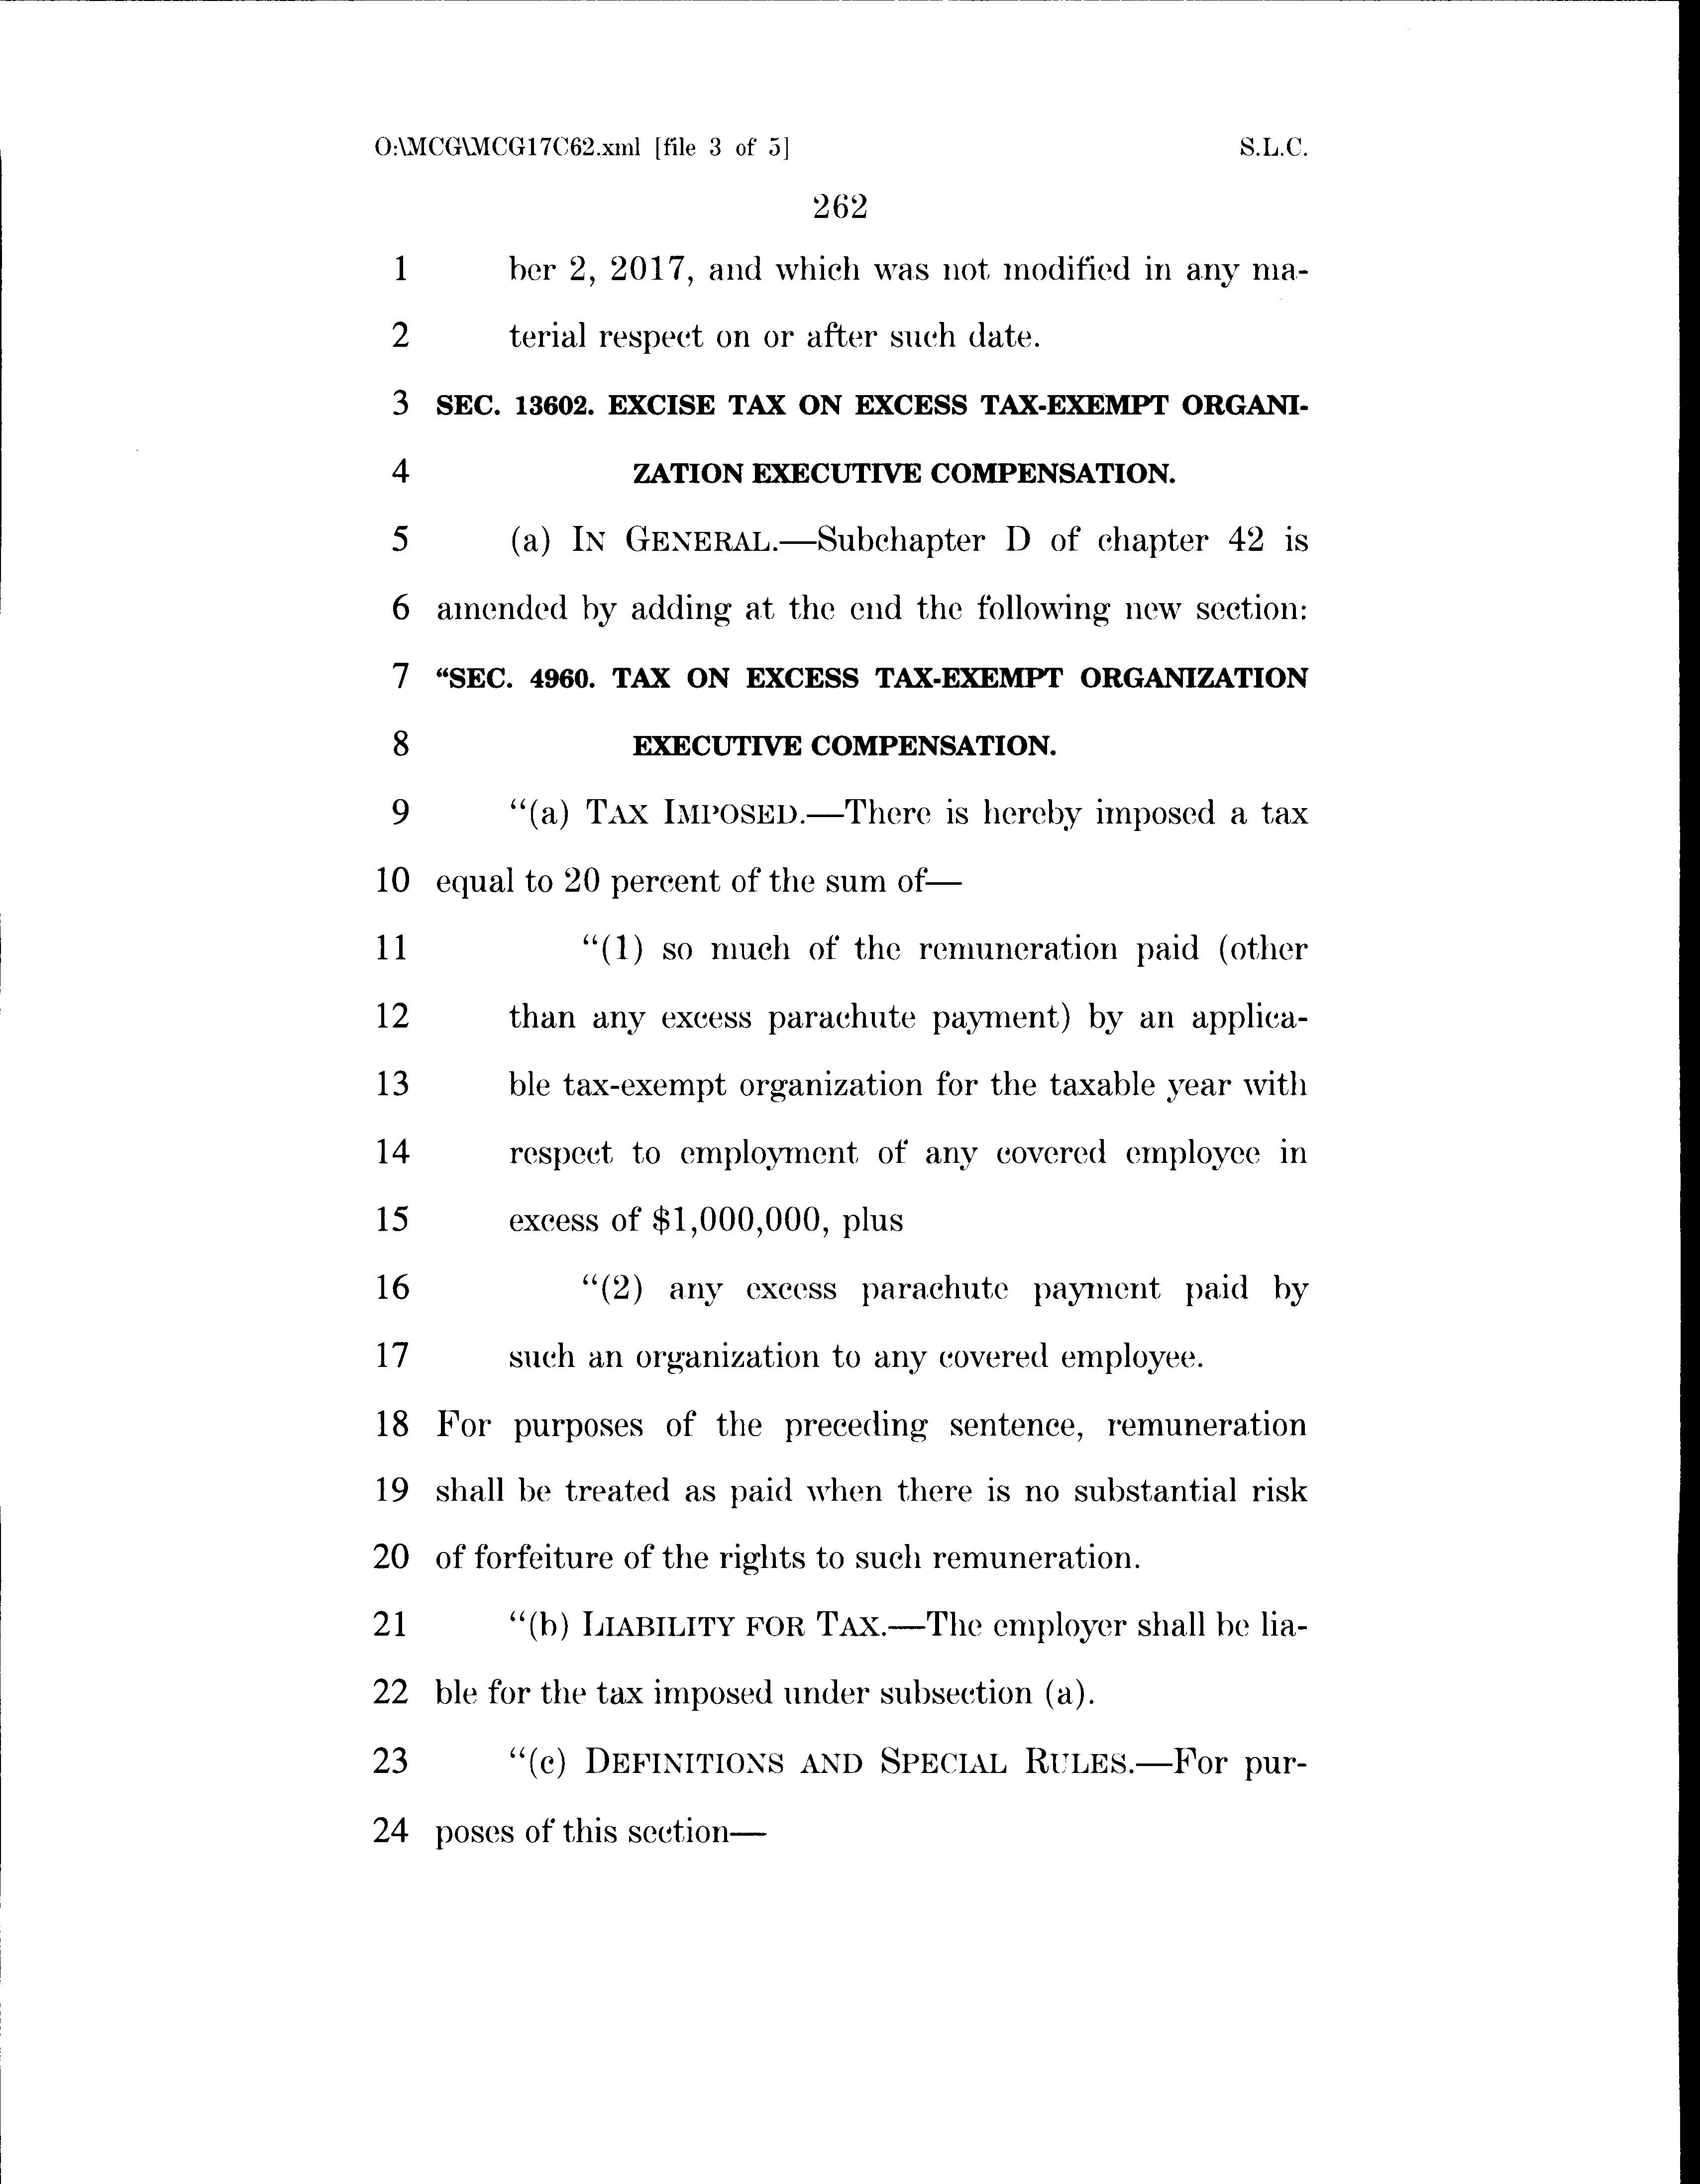 O:\MCG\MCG17C62.xml [file 3 of 5] S.L.C.
262
1 ber 2, 2017, and which was not modified in any ma-
2 terial respect on or after such date.
3 SEC. 13602. EXCISE TAX ON EXCESS TAX-EXEMPT ORGANI-
4 ZATION EXECUTIVE COMPENSATION.
5 (a) IN GENERAL.—Subchapter D of chapter 42 is
6 amended by adding at the end the following new section:
7 “SEC. 4960. TAX ON EXCESS TAX-EXEMPT ORGANIZATION
8 EXECUTIVE COMPENSATION.
9 “(a) TAX IMPOSED.—There is hereby imposed a tax
10 equal to 20 percent of the sum of—
11 “(1) so much of the remuneration paid (other
12 than any excess parachute payment) by an applica-
13 ble tax-exempt organization for the taxable year with
14 respect to employment of any covered employee in
15 excess of $1,000,000, plus
16 “(2) any excess parachute payment paid by
17 such an organization to any covered employee.
18 For purposes of the preceding sentence, remuneration
19 shall be treated as paid when there is no substantial risk
20 of forfeiture of the rights to such remuneration.
21 “(b) LIABILITY FOR TAX.—The employer shall be lia-
22 ble for the tax imposed under subsection (a).
23 “(c) DEFINITIONS AND SPECIAL RULES.—For pur-
24 poses of this section—